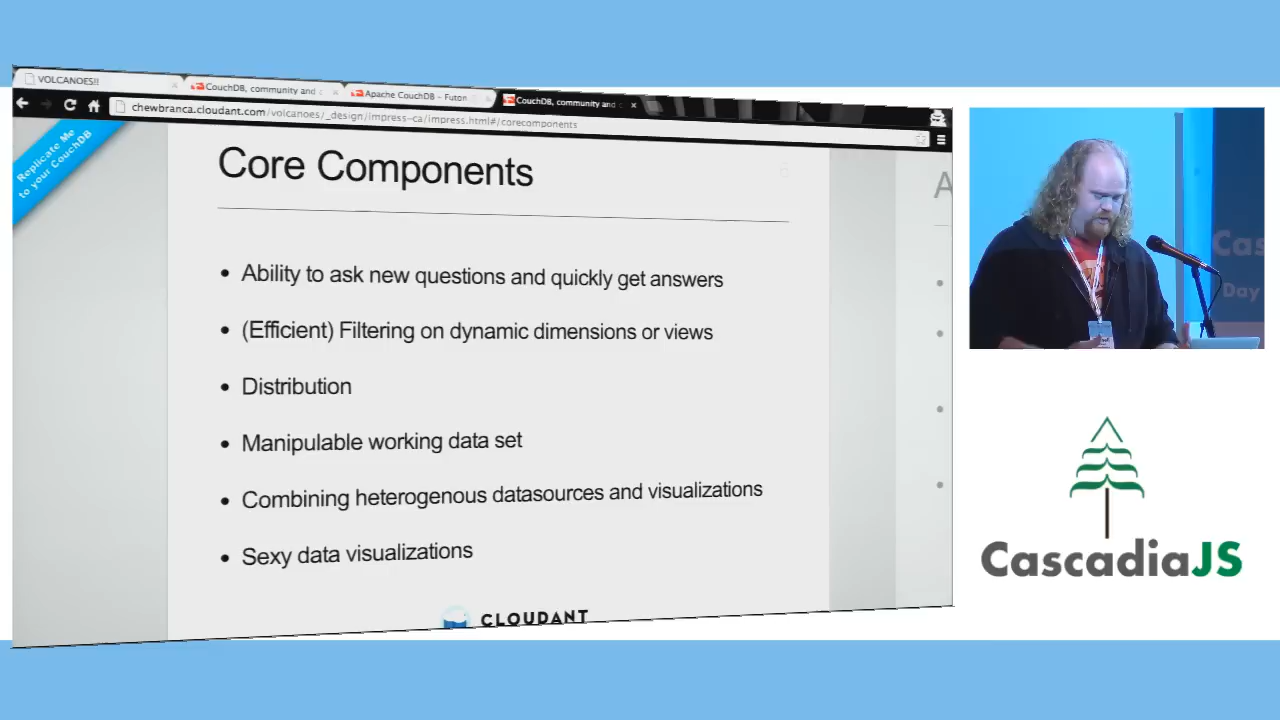 VOLCANOES!!
CouchDB, community and c
Apache CouchDB – Futon
CouchDB, community and c
chewbranca.cloudant.com/volcanoes/_design/impress-ca/impress.html#/corecomponents
Replicate Me
to your CouchDB
Core Components
6
A
• Ability to ask new questions and quickly get answers
• (Efficient) Filtering on dynamic dimensions or views
• Distribution
• Manipulable working data set
• Combining heterogenous datasources and visualizations
• Sexy data visualizations
CLOUDANT
Cas
Day
CascadiaJS